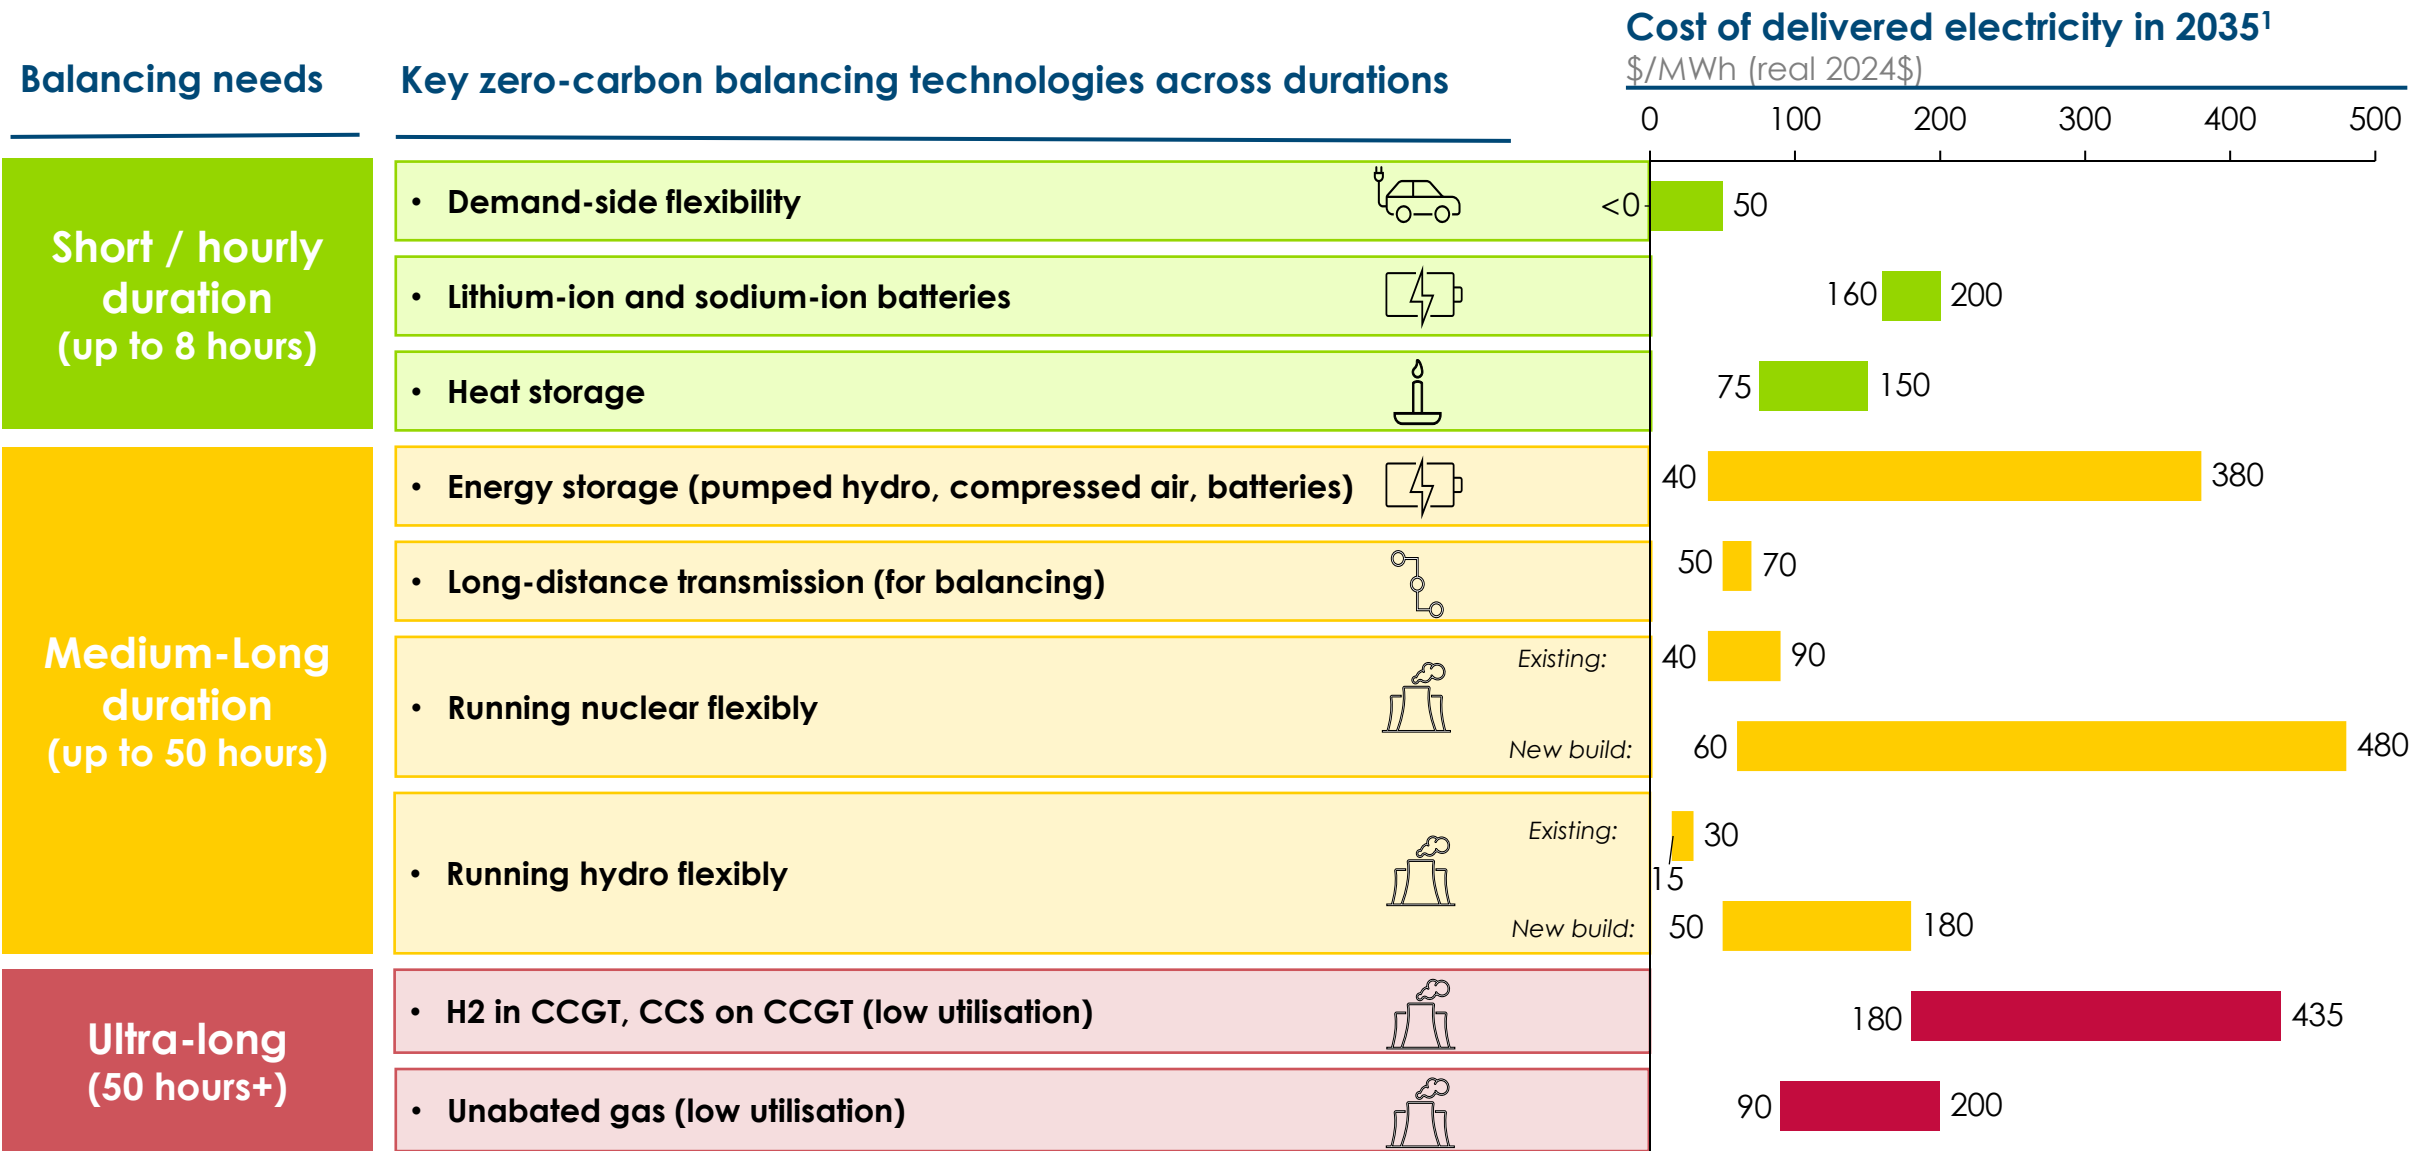 Cost of delivered electricity in 2035¹
$/MWh (real 2024$)
Balancing needs
Key zero-carbon balancing technologies across durations
0 100 200 300 400 500
Short / hourly
duration
(up to 8 hours)
• Demand-side flexibility
<0 50
• Lithium-ion and sodium-ion batteries
160 200
• Heat storage
75 150
Medium-Long
duration
(up to 50 hours)
• Energy storage (pumped hydro, compressed air, batteries)
40 380
• Long-distance transmission (for balancing)
50 70
• Running nuclear flexibly
Existing: 40 90
New build: 60 480
• Running hydro flexibly
Existing: 15 30
New build: 50 180
Ultra-long
(50 hours+)
• H2 in CCGT, CCS on CCGT (low utilisation)
180 435
• Unabated gas (low utilisation)
90 200